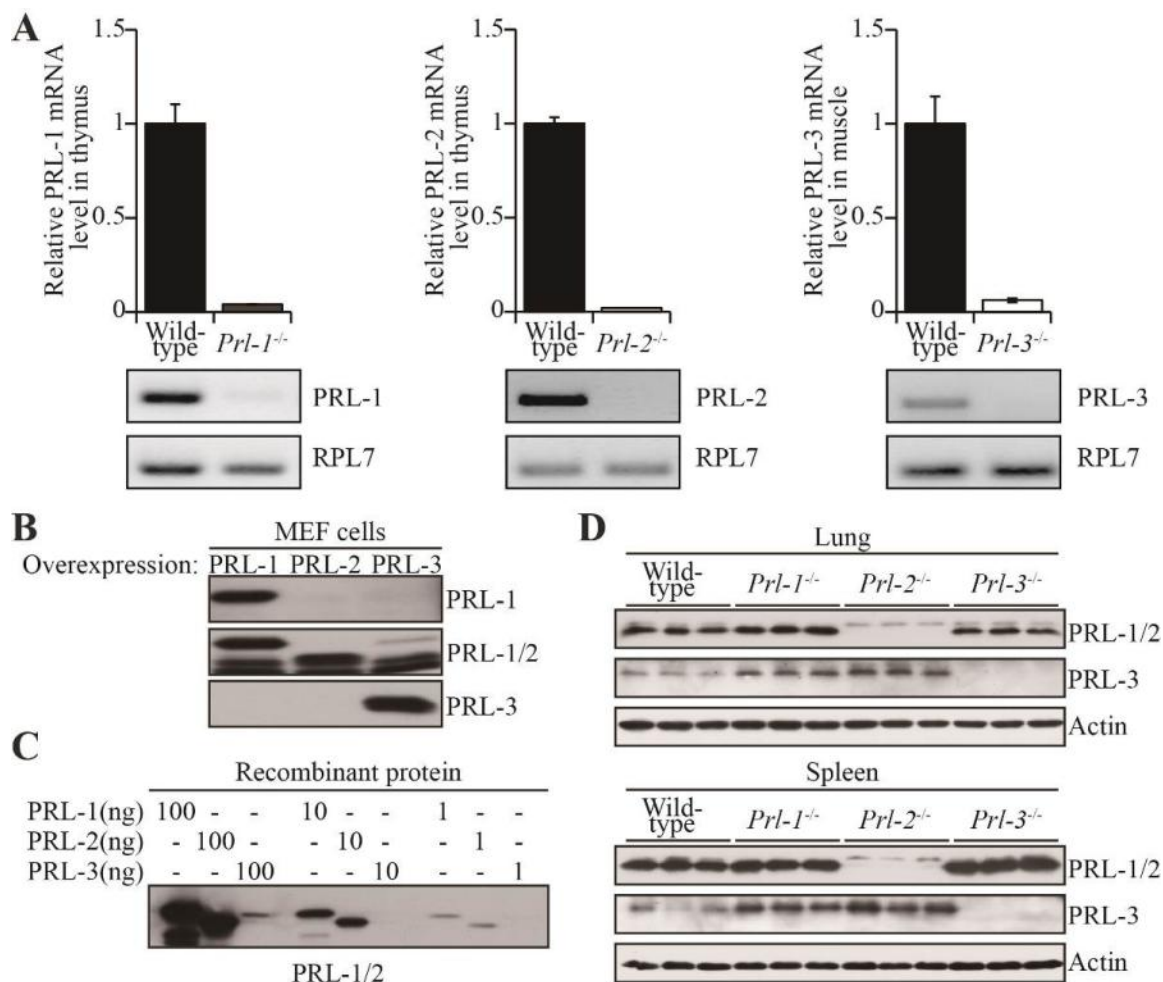 A
1.5
1
0.5
0
Relative PRL-1 mRNA
level in thymus
Wild-
type
Prl-1-/-
PRL-1
RPL7
1.5
1
0.5
0
Relative PRL-2 mRNA
level in thymus
Wild-
type
Prl-2-/-
PRL-2
RPL7
1.5
1
0.5
0
Relative PRL-3 mRNA
level in muscle
Wild-
type
Prl-3-/-
PRL-3
RPL7
B
MEF cells
Overexpression: PRL-1 PRL-2 PRL-3
PRL-1
PRL-1/2
PRL-3
C
Recombinant protein
PRL-1(ng) 100 - - 10 - - 1 - -
PRL-2(ng) - 100 - - 10 - - 1 -
PRL-3(ng) - - 100 - - 10 - - 1
PRL-1/2
D
Lung
Wild-
type
Prl-1-/- Prl-2-/- Prl-3-/-
PRL-1/2
PRL-3
Actin
Spleen
Wild-
type
Prl-1-/- Prl-2-/- Prl-3-/-
PRL-1/2
PRL-3
Actin